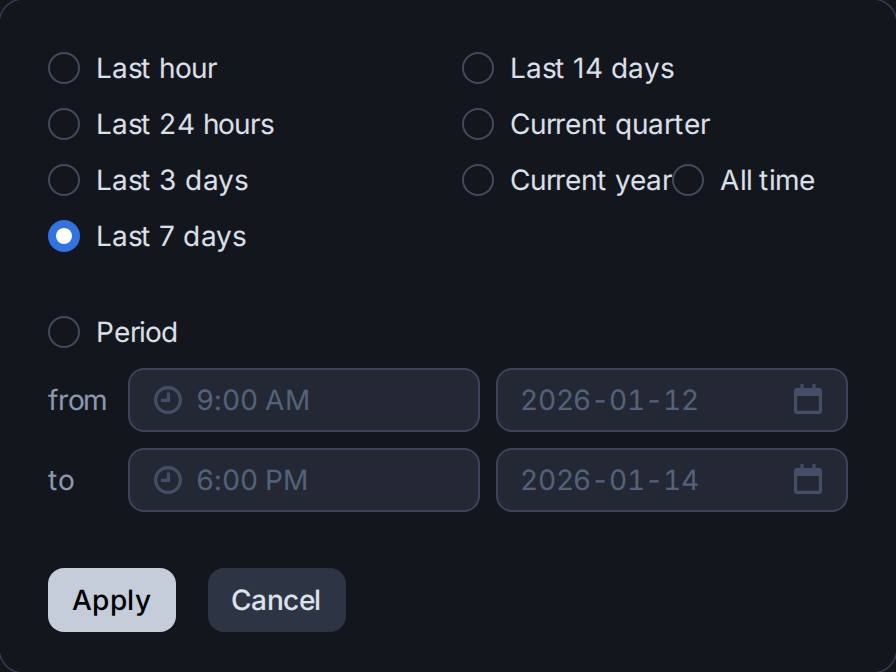 Last hour
Last 24 hours
Last 3 days
Last 7 days
Last 14 days
Current quarter
Current year All time
Period
from 9:00 AM 2026-01-12
to 6:00 PM 2026-01-14
Apply Cancel